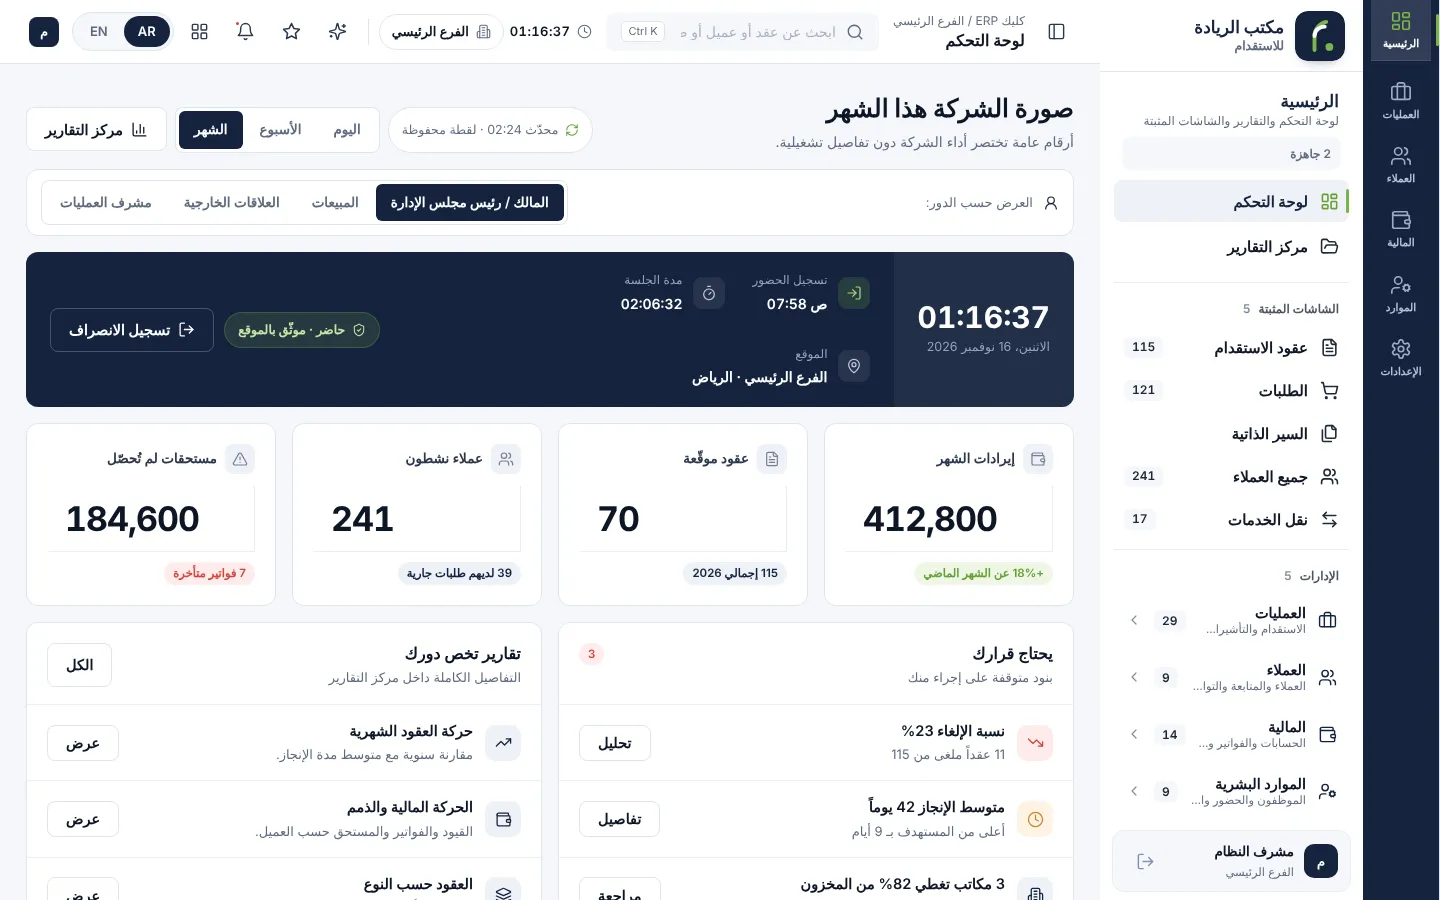 الرئيسية
العمليات
العملاء
المالية
الموارد
الإعدادات
مكتب الريادة
للاستقدام
الرئيسية
لوحة التحكم والتقارير والشاشات المثبتة
2 جاهزة
لوحة التحكم
مركز التقارير
الشاشات المثبتة 5
عقود الاستقدام 115
الطلبات 121
السير الذاتية
جميع العملاء 241
نقل الخدمات 17
الإدارات 5
العمليات 29
الاستقدام والتأشيرا...
العملاء 9
العملاء والمتابعة والتوا...
المالية 14
الحسابات والفواتير و...
الموارد البشرية 9
الموظفون والحضور وا...
م
مشرف النظام
الفرع الرئيسي
كليك ERP / الفرع الرئيسي
لوحة التحكم
ابحث عن عقد أو عميل أو ص Ctrl K
01:16:37
الفرع الرئيسي
AR EN
م
صورة الشركة هذا الشهر
أرقام عامة تختصر أداء الشركة دون تفاصيل تشغيلية.
محدّث 02:24 · لقطة محفوظة
اليوم الأسبوع الشهر
مركز التقارير
العرض حسب الدور:
المالك / رئيس مجلس الإدارة المبيعات العلاقات الخارجية مشرف العمليات
01:16:37
الاثنين، 16 نوفمبر 2026
تسجيل الحضور
07:58 ص
مدة الجلسة
02:06:32
الموقع
الفرع الرئيسي · الرياض
حاضر · موثّق بالموقع
تسجيل الانصراف
إيرادات الشهر
412,800
+18% عن الشهر الماضي
عقود موقّعة
70
115 إجمالي 2026
عملاء نشطون
241
39 لديهم طلبات جارية
مستحقات لم تُحصّل
184,600
7 فواتير متأخرة
يحتاج قرارك 3
بنود متوقفة على إجراء منك
نسبة الإلغاء 23%
11 عقداً ملغى من 115
تحليل
متوسط الإنجاز 42 يوماً
أعلى من المستهدف بـ 9 أيام
تفاصيل
3 مكاتب تغطي 82% من المخزون
مراجعة
تقارير تخص دورك
التفاصيل الكاملة داخل مركز التقارير
الكل
حركة العقود الشهرية
مقارنة سنوية مع متوسط مدة الإنجاز.
عرض
الحركة المالية والذمم
القيود والفواتير والمستحق حسب العميل.
عرض
العقود حسب النوع
عرض